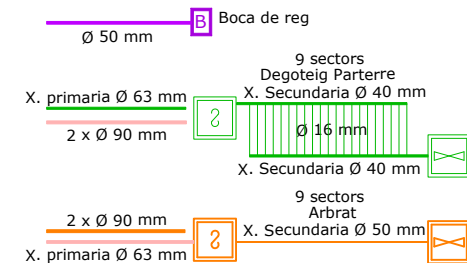 B Boca de reg
Ø 50 mm
9 sectors
Degoteig Parterre
X. primaria Ø 63 mm
X. Secundaria Ø 40 mm
2 x Ø 90 mm
Ø 16 mm
X. Secundaria Ø 40 mm
9 sectors
Arbrat
2 x Ø 90 mm
X. Secundaria Ø 50 mm
X. primaria Ø 63 mm